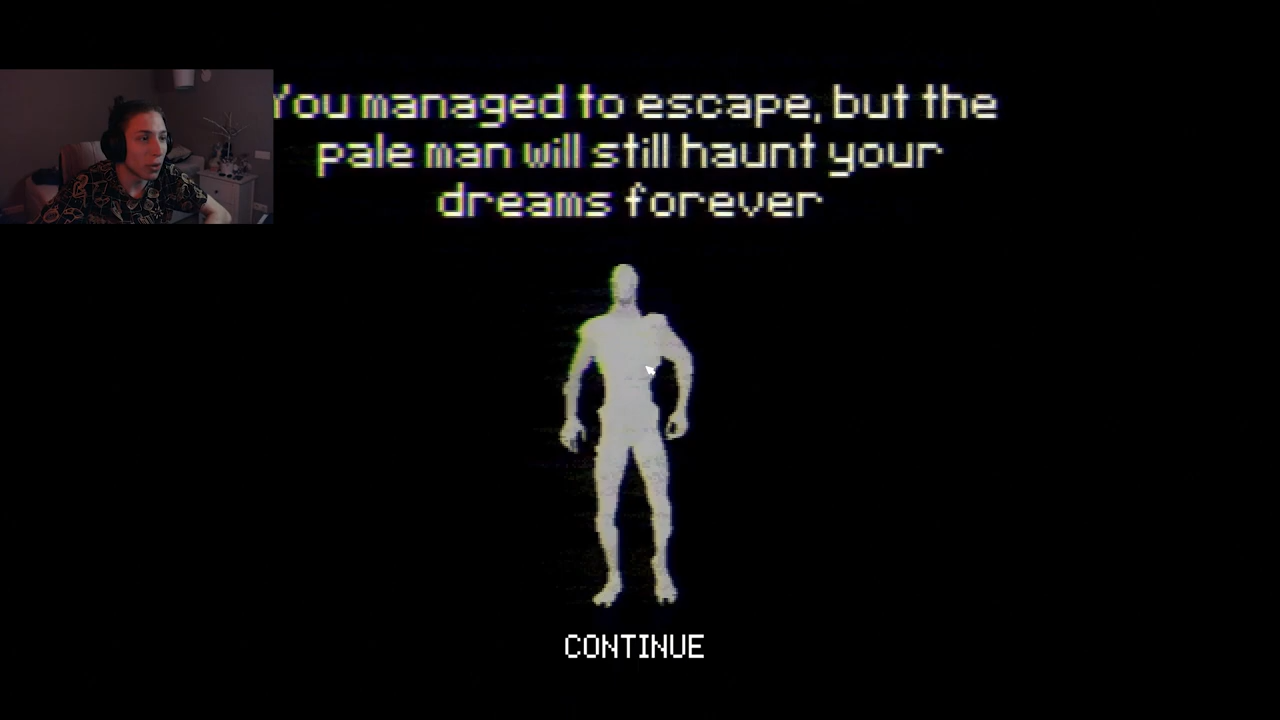 You managed to escape, but the
pale man will still haunt your
dreams forever
CONTINUE